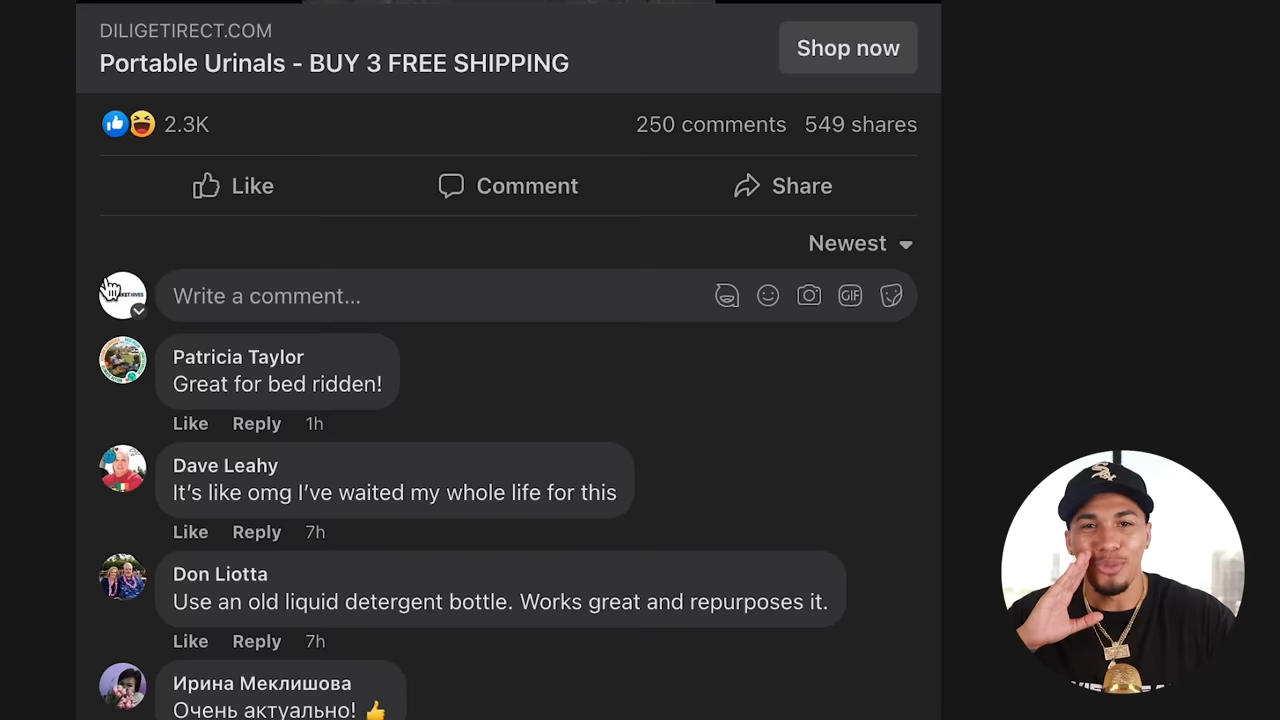 DILIGETIRECT.COM
Portable Urinals - BUY 3 FREE SHIPPING
Shop now
2.3K
250 comments 549 shares
Like Comment Share
Newest
Write a comment...
GIF
Patricia Taylor
Great for bed ridden!
Like Reply 1h
Dave Leahy
It's like omg I've waited my whole life for this
Like Reply 7h
Don Liotta
Use an old liquid detergent bottle. Works great and repurposes it.
Like Reply 7h
Ирина Меклишова
Очень актуально! 👍